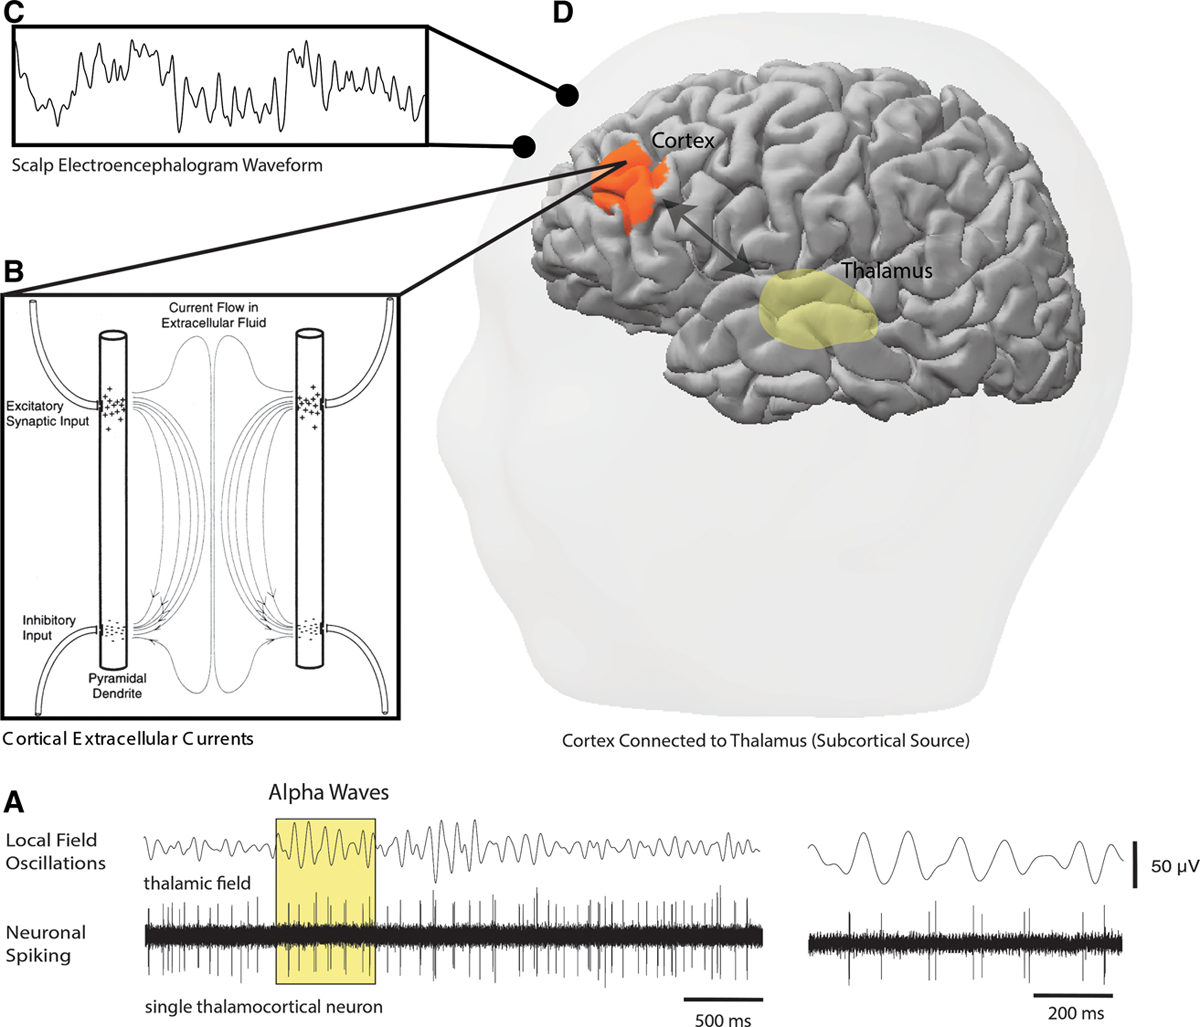 C
Scalp Electroencephalogram Waveform
D
Cortex
Thalamus
Cortex Connected to Thalamus (Subcortical Source)
B
Current Flow in
Extracellular Fluid
Excitatory
Synaptic Input
Inhibitory
Input
Pyramidal
Dendrite
Cortical Extracellular Currents
A
Alpha Waves
Local Field
Oscillations
thalamic field
50 μV
Neuronal
Spiking
single thalamocortical neuron
500 ms
200 ms